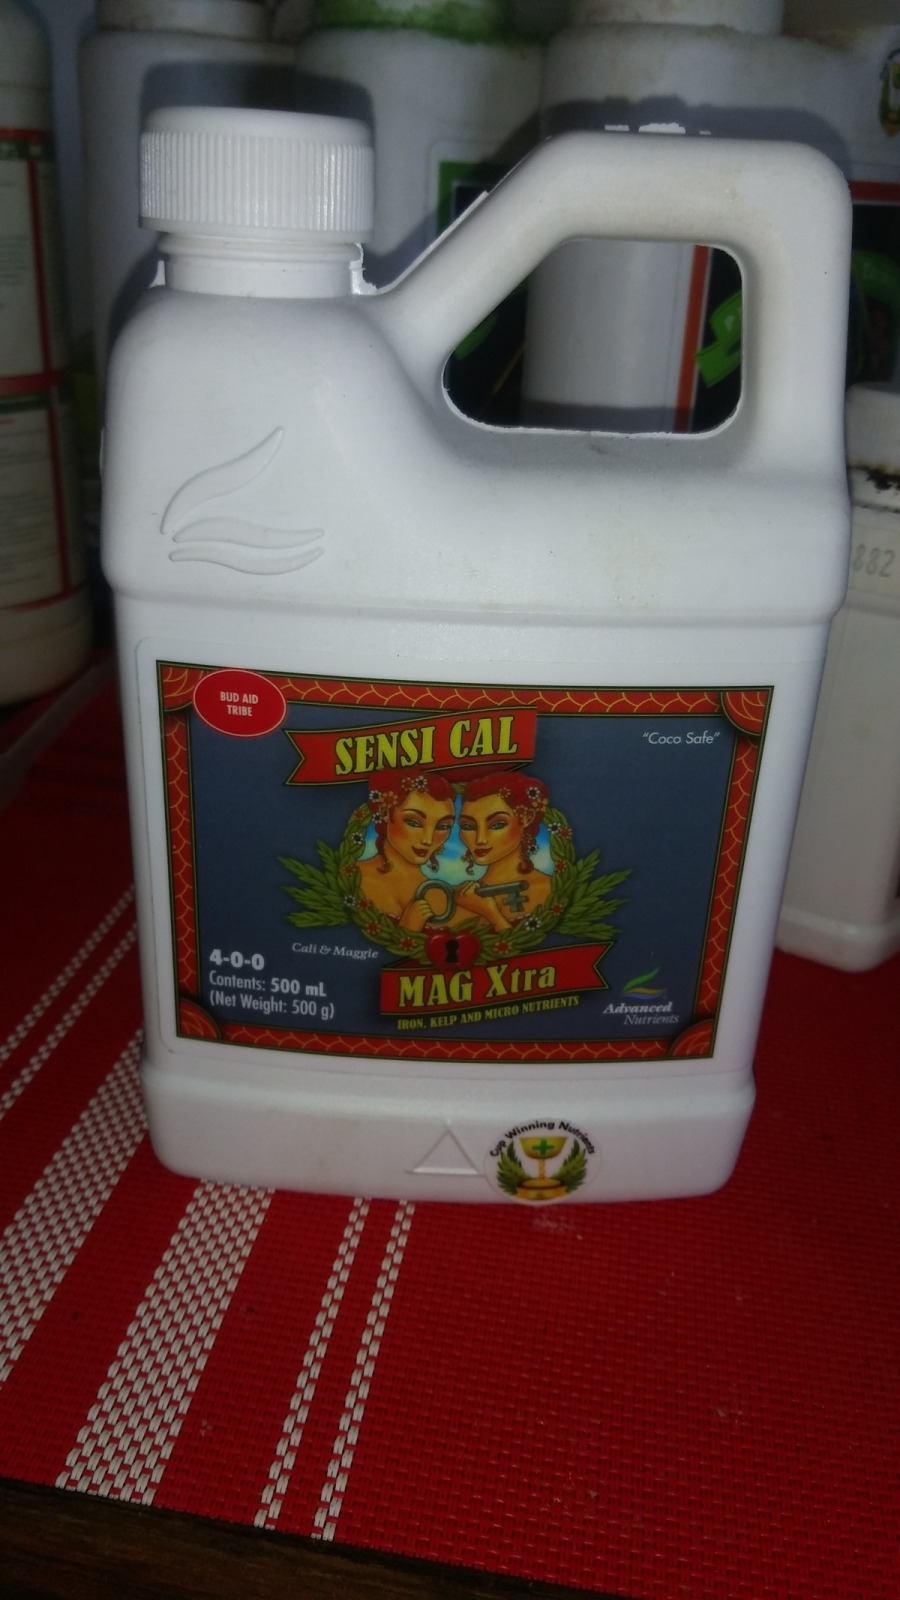 882
BUD AID
TRIBE
SENSI CAL
"Coco Safe"
Cali & Maggie
4-0-0
Contents: 500 mL
(Net Weight: 500 g)
MAG Xtra
IRON, KELP AND MICRO NUTRIENTS
Advanced
Nutrients
Cup Winning Nutrients